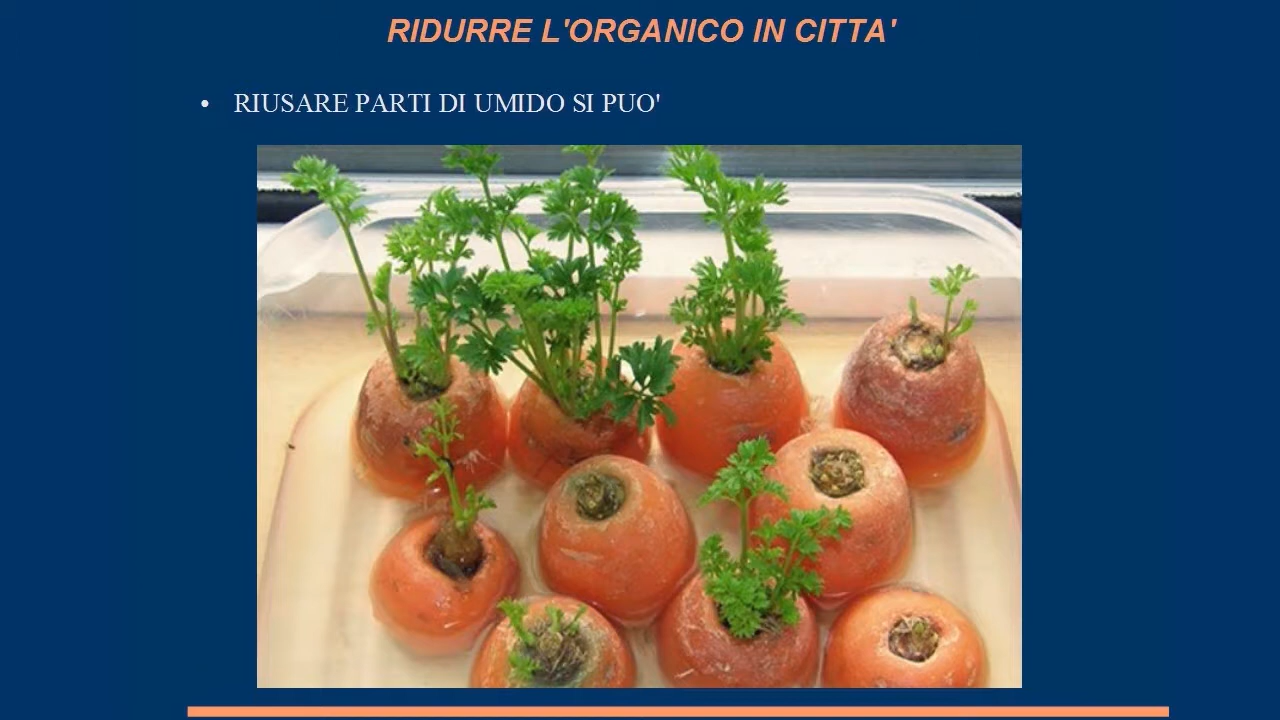 RIDURRE L'ORGANICO IN CITTA'
• RIUSARE PARTI DI UMIDO SI PUO'